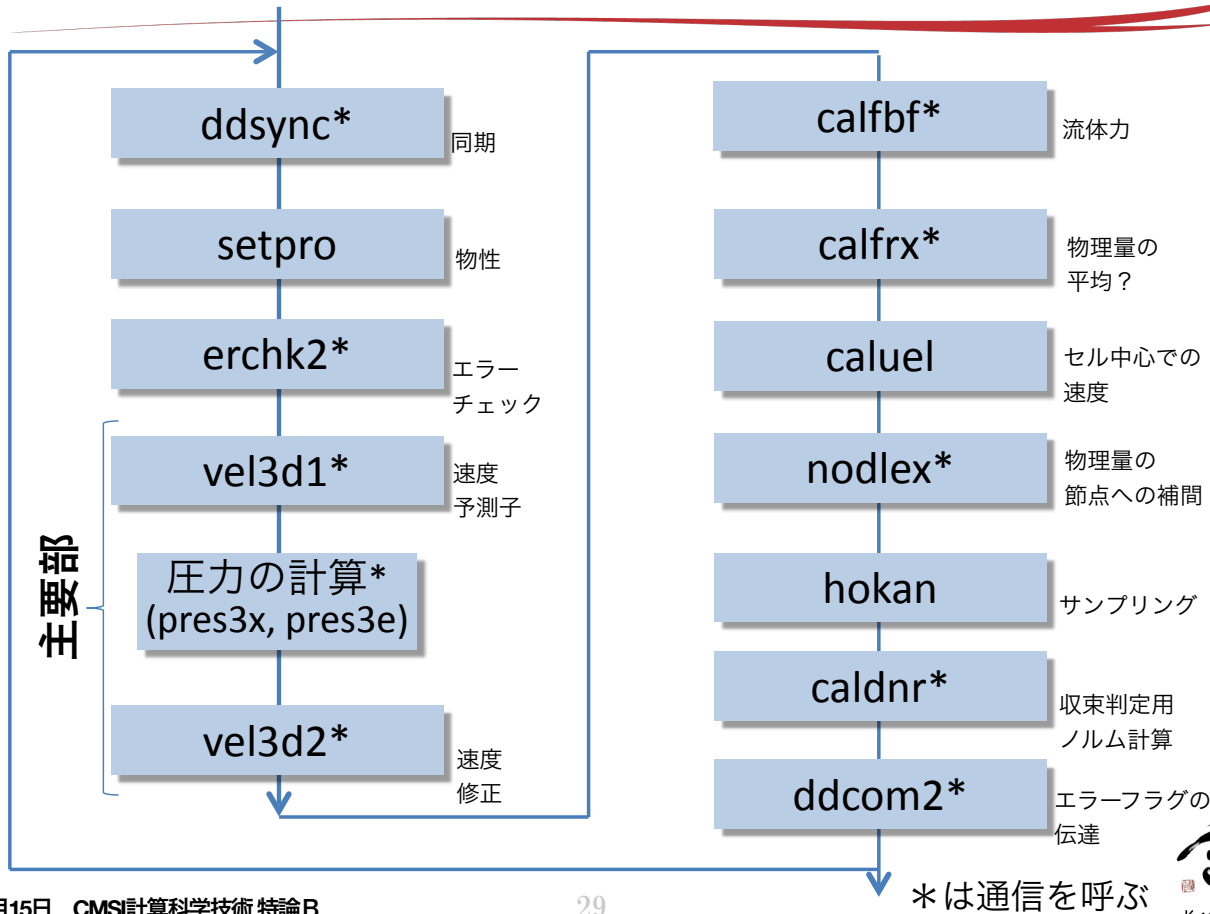 ddsync*
同期
setpro
物性
erchk2*
エラー
チェック
主要部
vel3d1*
速度
予測子
圧力の計算*
(pres3x, pres3e)
vel3d2*
速度
修正
calfbf*
流体力
calfrx*
物理量の
平均？
caluel
セル中心での
速度
nodlex*
物理量の
節点への補間
hokan
サンプリング
caldnr*
収束判定用
ノルム計算
ddcom2*
エラーフラグの
伝達
＊は通信を呼ぶ
月15日 CMSI計算科学技術 特論B
29